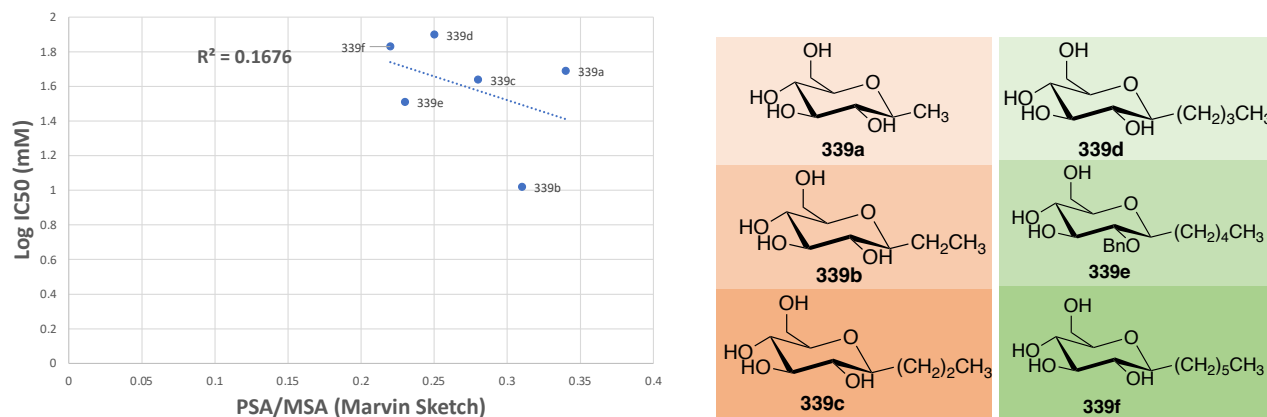 2
1.8
1.6
1.4
1.2
1
0.8
0.6
0.4
0.2
0
0
0.05
0.1
0.15
0.2
0.25
0.3
0.35
0.4
Log IC50 (mM)
PSA/MSA (Marvin Sketch)
R² = 0.1676
339f
339d
339c
339a
339e
339b
OH
O
HO
HO
OH
CH₃
339a
OH
O
HO
HO
OH
CH₂CH₃
339b
OH
O
HO
HO
OH
(CH₂)₂CH₃
339c
OH
O
HO
HO
OH
(CH₂)₃CH₃
339d
OH
O
HO
HO
BnO
(CH₂)₄CH₃
339e
OH
O
HO
HO
OH
(CH₂)₅CH₃
339f